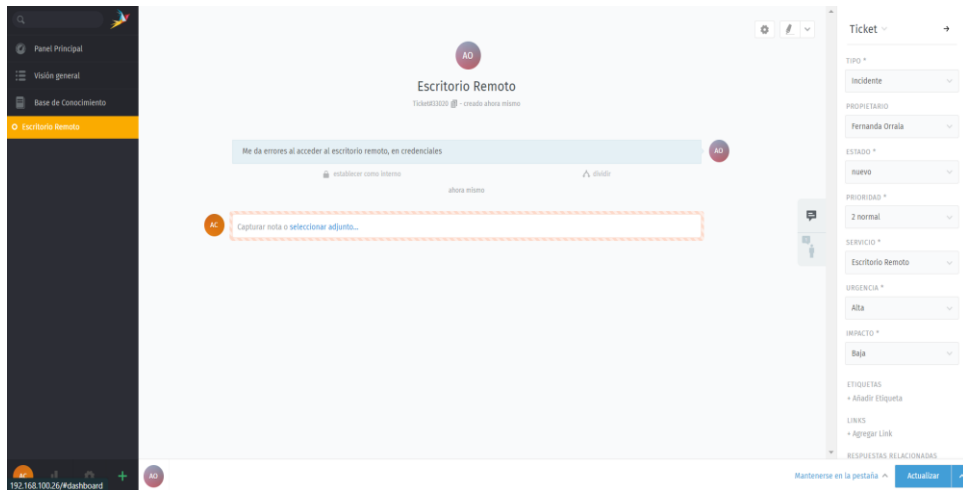 Panel Principal
Visión general
Base de Conocimiento
Escritorio Remoto
AC
192.168.100.26/#dashboard
AO
Escritorio Remoto
Ticket#33020 - creado ahora mismo
Me da errores al acceder al escritorio remoto, en credenciales
AO
establecer como interno
dividir
ahora mismo
AC
Capturar nota o seleccionar adjunto...
AO
Ticket
TIPO *
Incidente
PROPIETARIO
Fernanda Orrala
ESTADO *
nuevo
PRIORIDAD *
2 normal
SERVICIO *
Escritorio Remoto
URGENCIA *
Alta
IMPACTO *
Baja
ETIQUETAS
+ Añadir Etiqueta
LINKS
+ Agregar Link
RESPUESTAS RELACIONADAS
Mantenerse en la pestaña
Actualizar